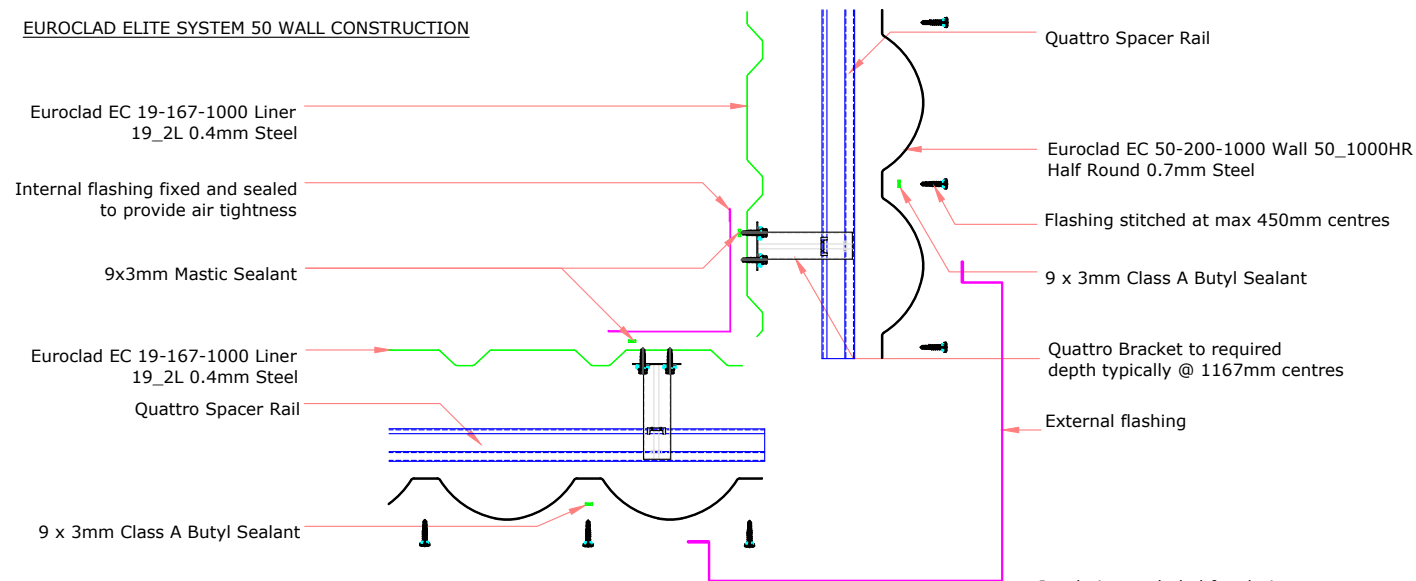 EUROCLAD ELITE SYSTEM 50 WALL CONSTRUCTION
Euroclad EC 19-167-1000 Liner
19_2L 0.4mm Steel
Internal flashing fixed and sealed
to provide air tightness
9x3mm Mastic Sealant
Euroclad EC 19-167-1000 Liner
19_2L 0.4mm Steel
Quattro Spacer Rail
9 x 3mm Class A Butyl Sealant
Quattro Spacer Rail
Euroclad EC 50-200-1000 Wall 50_1000HR
Half Round 0.7mm Steel
Flashing stitched at max 450mm centres
9 x 3mm Class A Butyl Sealant
Quattro Bracket to required
depth typically @ 1167mm centres
External flashing